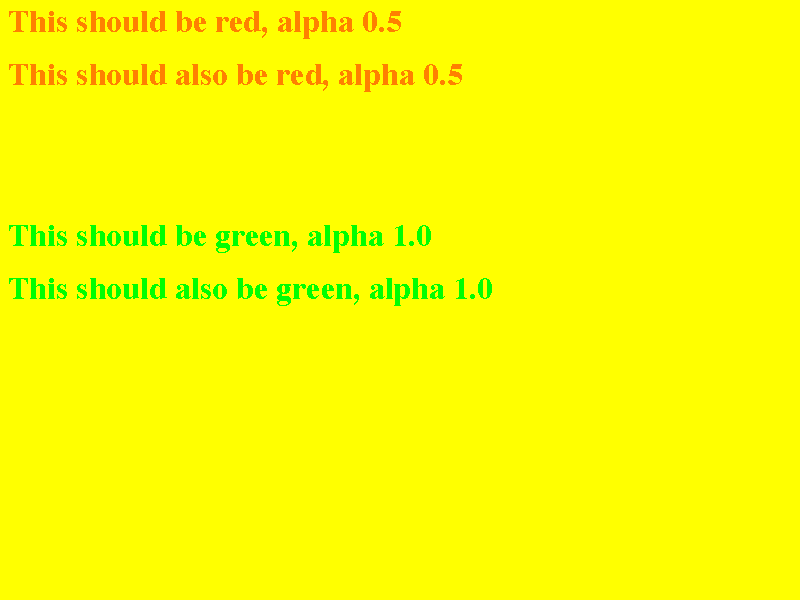 This should be red, alpha 0.5
This should also be red, alpha 0.5
This should be green, alpha 1.0
This should also be green, alpha 1.0